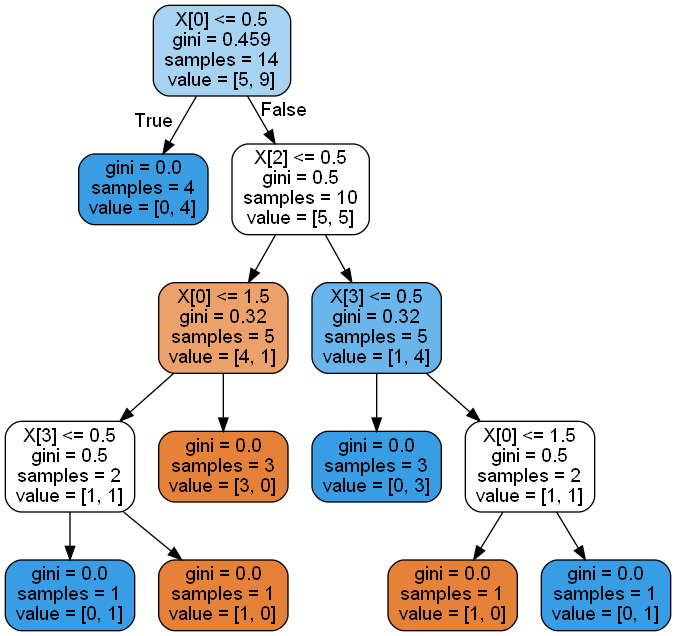 X[0] <= 0.5
gini = 0.459
samples = 14
value = [5, 9]
True
False
gini = 0.0
samples = 4
value = [0, 4]
X[2] <= 0.5
gini = 0.5
samples = 10
value = [5, 5]
X[0] <= 1.5
gini = 0.32
samples = 5
value = [4, 1]
X[3] <= 0.5
gini = 0.32
samples = 5
value = [1, 4]
X[3] <= 0.5
gini = 0.5
samples = 2
value = [1, 1]
gini = 0.0
samples = 3
value = [3, 0]
gini = 0.0
samples = 3
value = [0, 3]
X[0] <= 1.5
gini = 0.5
samples = 2
value = [1, 1]
gini = 0.0
samples = 1
value = [0, 1]
gini = 0.0
samples = 1
value = [1, 0]
gini = 0.0
samples = 1
value = [1, 0]
gini = 0.0
samples = 1
value = [0, 1]